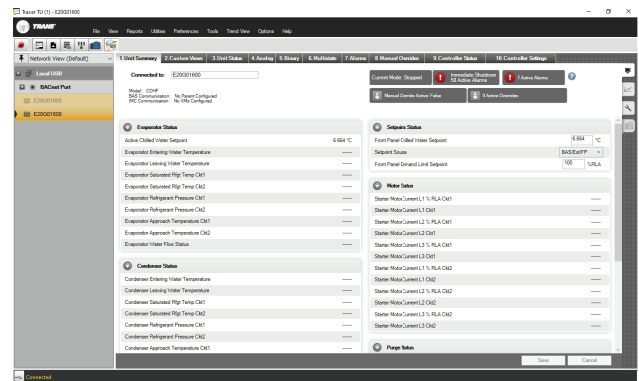 Tracer TU (1) - E20G01600
TRANE
File View Reports Utilities Preferences Tools Trend View Options Help
Network View (Default)
Local USB
BACnet Port
E20G01600
E20G01600
1.Unit Summary 2.Custom Views 3.Unit Status 4.Analog 5.Binary 6.Multistate 7.Alarms 8.Manual Overrides 9.Controller Status 10.Controller Settings
Connected to: E20G01600
Model: CDHF
BAS Communication: No Parent Configured
IMC Communication: No XMs Configured
Current Mode: Stopped
Immediate Shutdown
58 Active Alarms
7 Active Alarms
Manual Override Active: False
0 Active Overrides
Evaporator Status
Active Chilled Water Setpoint 6.664 °C
Evaporator Entering Water Temperature -----
Evaporator Leaving Water Temperature -----
Evaporator Saturated Rfgt Temp Ckt1 -----
Evaporator Saturated Rfgt Temp Ckt2 -----
Evaporator Refrigerant Pressure Ckt1 -----
Evaporator Refrigerant Pressure Ckt2 -----
Evaporator Approach Temperature Ckt1 -----
Evaporator Approach Temperature Ckt2 -----
Evaporator Water Flow Status -----
Condenser Status
Condenser Entering Water Temperature -----
Condenser Leaving Water Temperature -----
Condenser Saturated Rfgt Temp Ckt1 -----
Condenser Saturated Rfgt Temp Ckt2 -----
Condenser Refrigerant Pressure Ckt1 -----
Condenser Refrigerant Pressure Ckt2 -----
Condenser Approach Temperature Ckt1 -----
Setpoints Status
Front Panel Chilled Water Setpoint 6.664 °C
Setpoint Source BAS/Ext/FP
Front Panel Demand Limit Setpoint 100 %RLA
Motor Status
Starter Motor Current L1 % RLA Ckt1 -----
Starter Motor Current L1 Ckt1 -----
Starter Motor Current L2 % RLA Ckt1 -----
Starter Motor Current L2 Ckt1 -----
Starter Motor Current L3 % RLA Ckt1 -----
Starter Motor Current L3 Ckt1 -----
Starter Motor Current L1 % RLA Ckt2 -----
Starter Motor Current L1 Ckt2 -----
Starter Motor Current L2 % RLA Ckt2 -----
Starter Motor Current L2 Ckt2 -----
Starter Motor Current L3 % RLA Ckt2 -----
Starter Motor Current L3 Ckt2 -----
Purge Status
Save Cancel
Connected